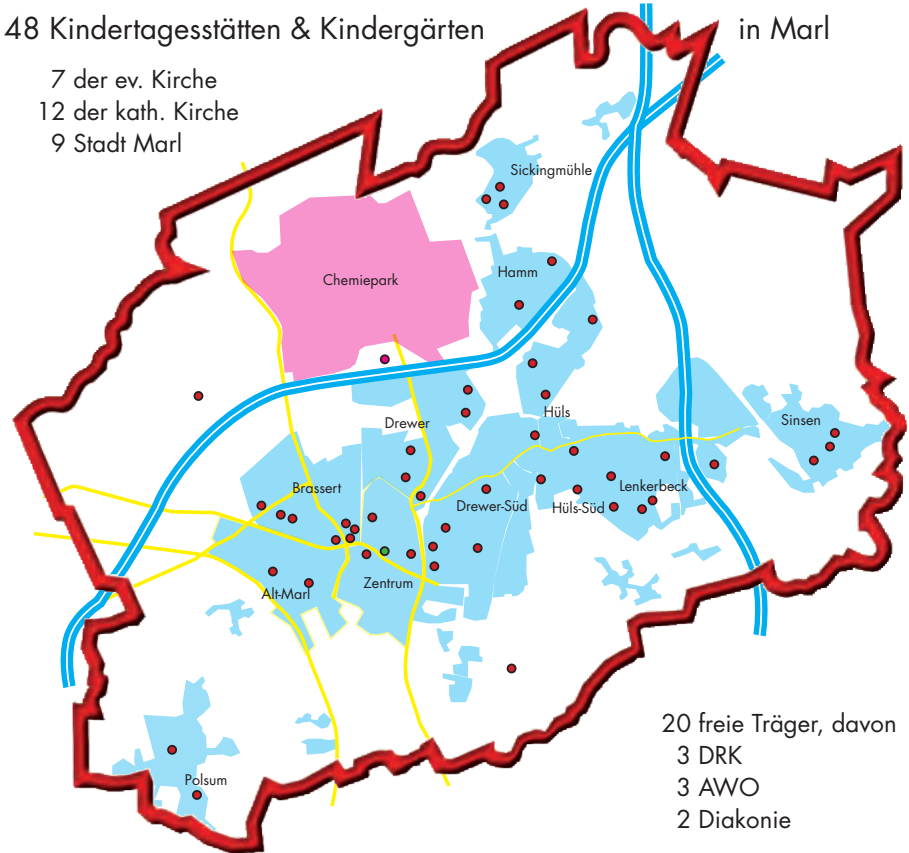 48 Kindertagesstätten & Kindergärten in Marl
7 der ev. Kirche
12 der kath. Kirche
9 Stadt Marl
Sickingmühle
Hamm
Chemiepark
Hüls
Drewer
Sinsen
Brassert
Lenkerbeck
Drewer-Süd
Hüls-Süd
Zentrum
Alt-Marl
20 freie Träger, davon
3 DRK
3 AWO
2 Diakonie
Polsum